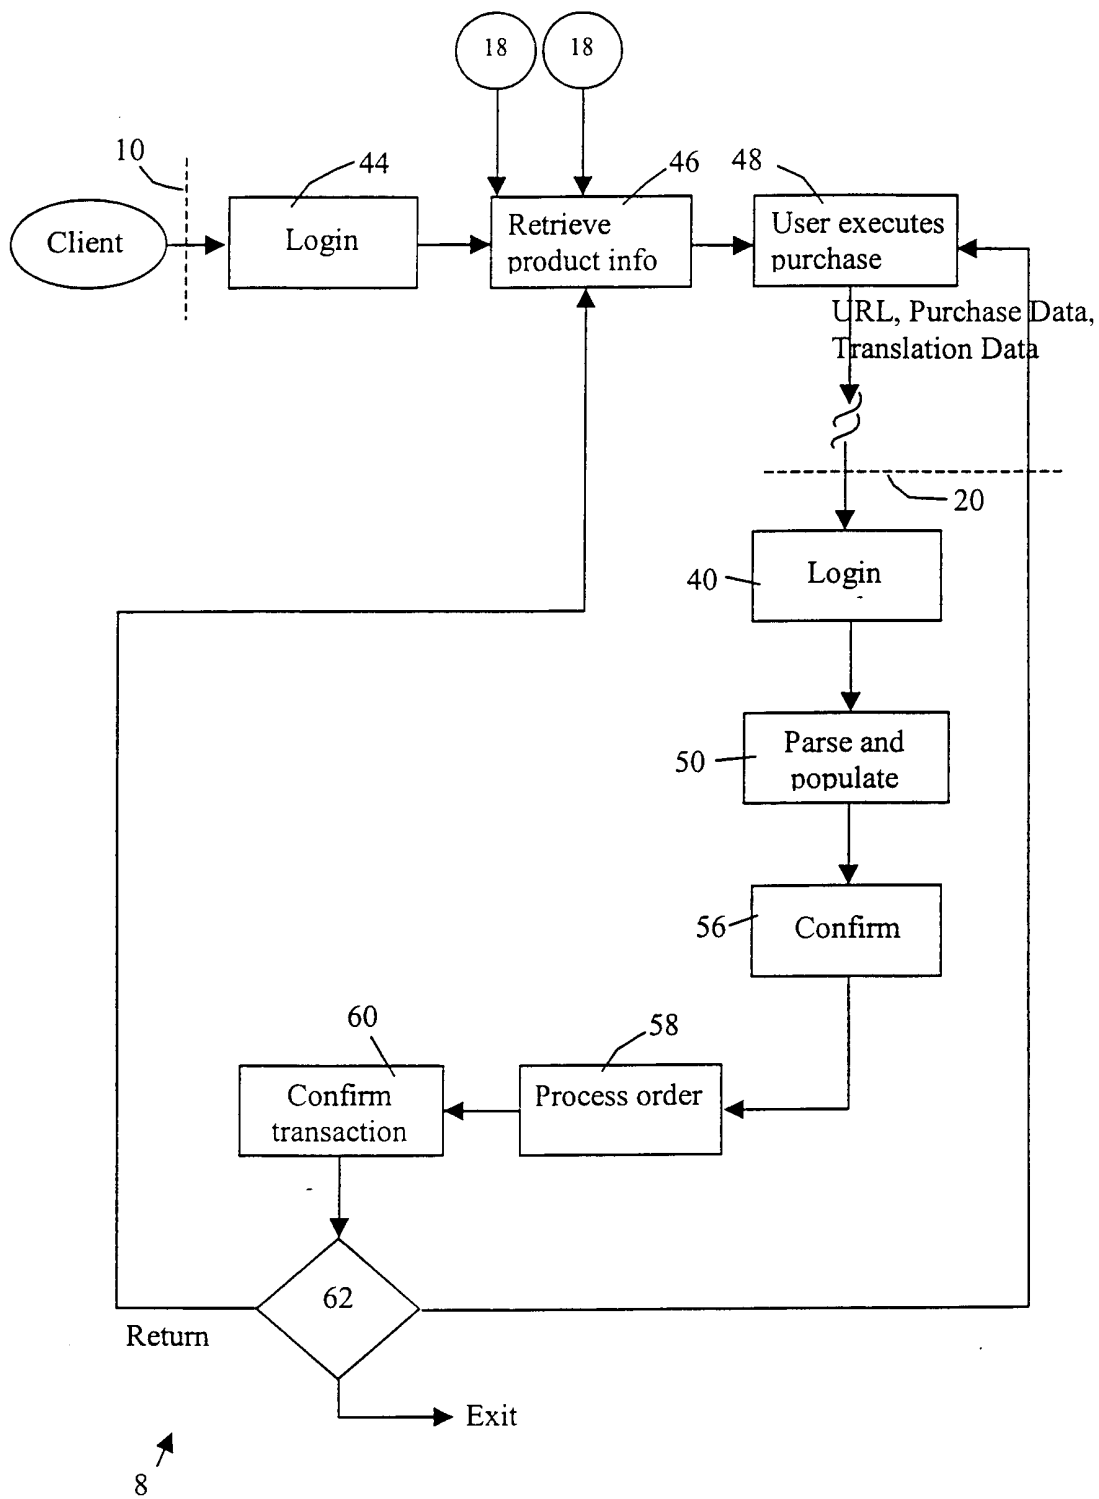 18 18
10
44
46
48
Client
Login
Retrieve
product info
User executes
purchase
URL, Purchase Data,
Translation Data
20
40
Login
50
Parse and
populate
56
Confirm
60
58
Confirm
transaction
Process order
62
Return
Exit
8